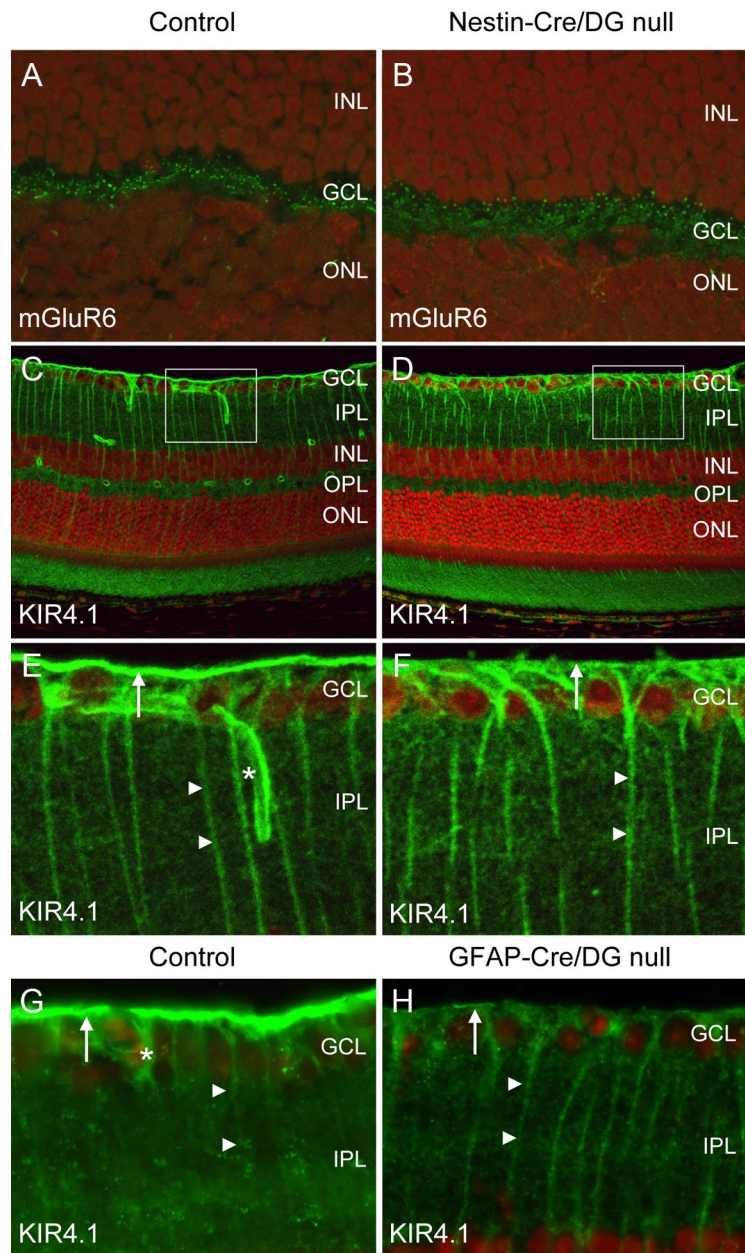 Control
Nestin-Cre/DG null
A
INL
GCL
ONL
mGluR6
B
INL
GCL
ONL
mGluR6
C
GCL
IPL
INL
OPL
ONL
KIR4.1
D
GCL
IPL
INL
OPL
ONL
KIR4.1
E
GCL
*
IPL
KIR4.1
F
GCL
IPL
KIR4.1
Control
GFAP-Cre/DG null
G
*
GCL
IPL
KIR4.1
H
GCL
IPL
KIR4.1